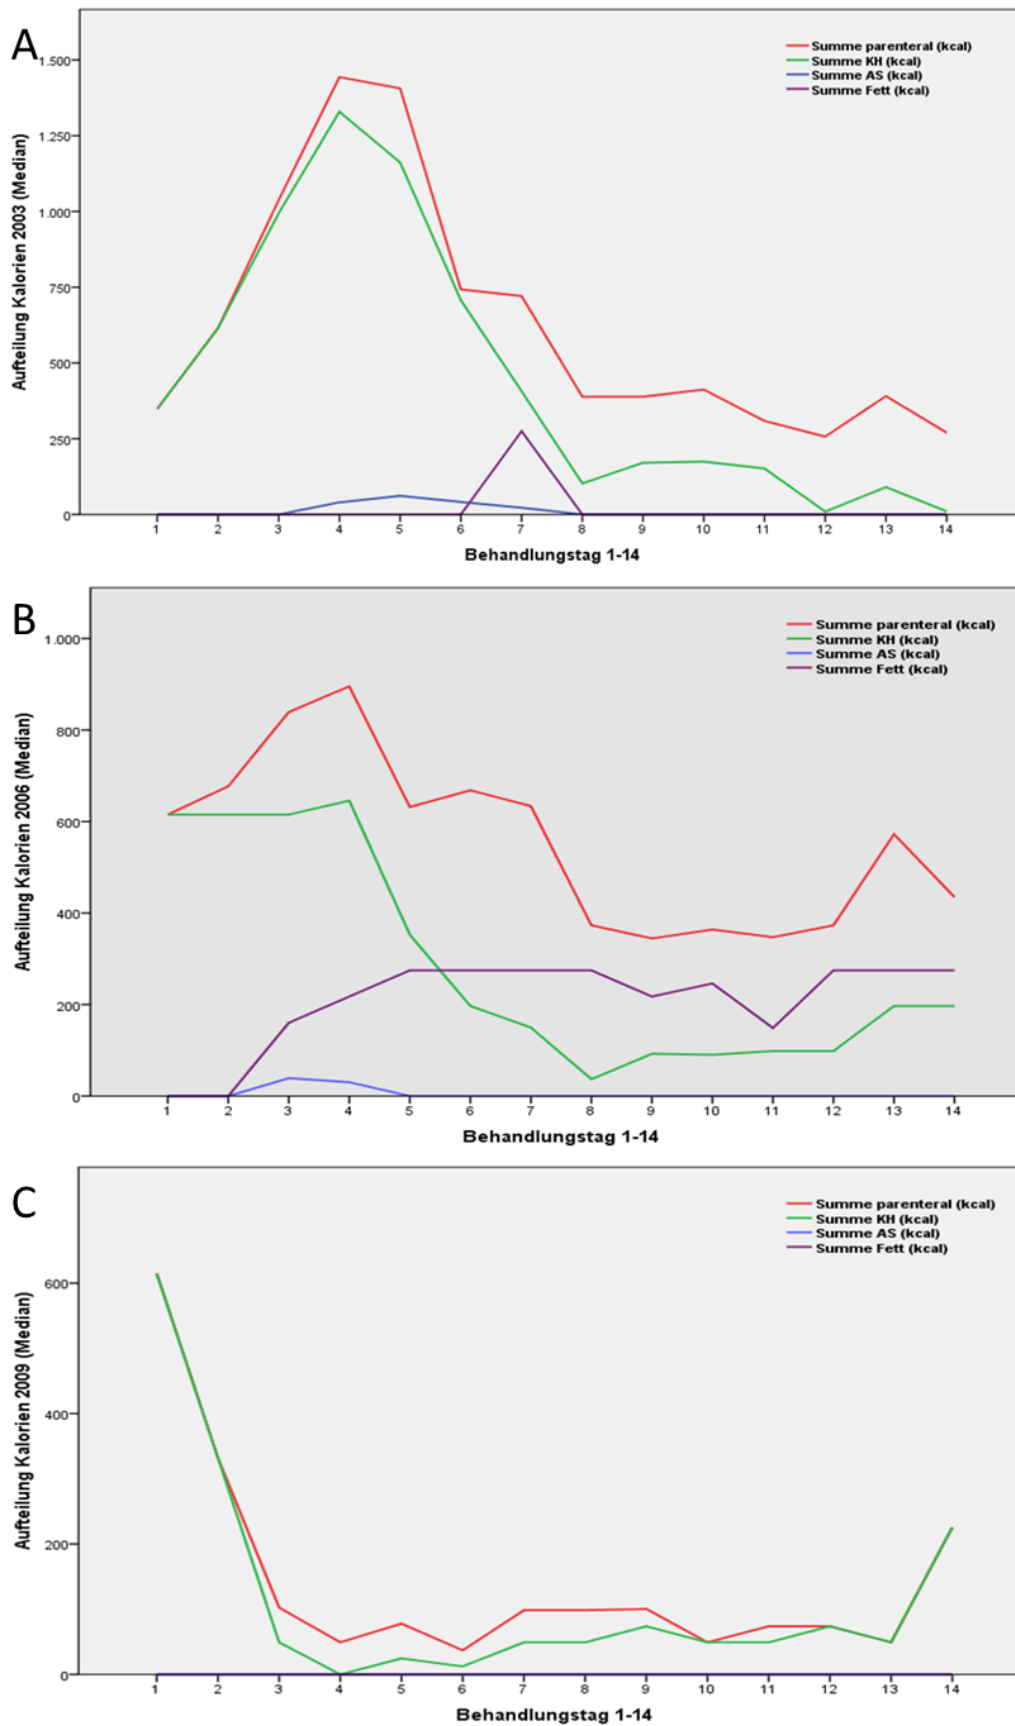 A
Summe parenteral (kcal)
Summe KH (kcal)
Summe AS (kcal)
Summe Fett (kcal)
Aufteilung Kalorien 2003 (Median)
1.500
1.250
1.000
750
500
250
0
1 2 3 4 5 6 7 8 9 10 11 12 13 14
Behandlungstag 1-14
B
Summe parenteral (kcal)
Summe KH (kcal)
Summe AS (kcal)
Summe Fett (kcal)
Aufteilung Kalorien 2006 (Median)
1.000
800
600
400
200
0
1 2 3 4 5 6 7 8 9 10 11 12 13 14
Behandlungstag 1-14
C
Summe parenteral (kcal)
Summe KH (kcal)
Summe AS (kcal)
Summe Fett (kcal)
Aufteilung Kalorien 2009 (Median)
600
400
200
0
1 2 3 4 5 6 7 8 9 10 11 12 13 14
Behandlungstag 1-14